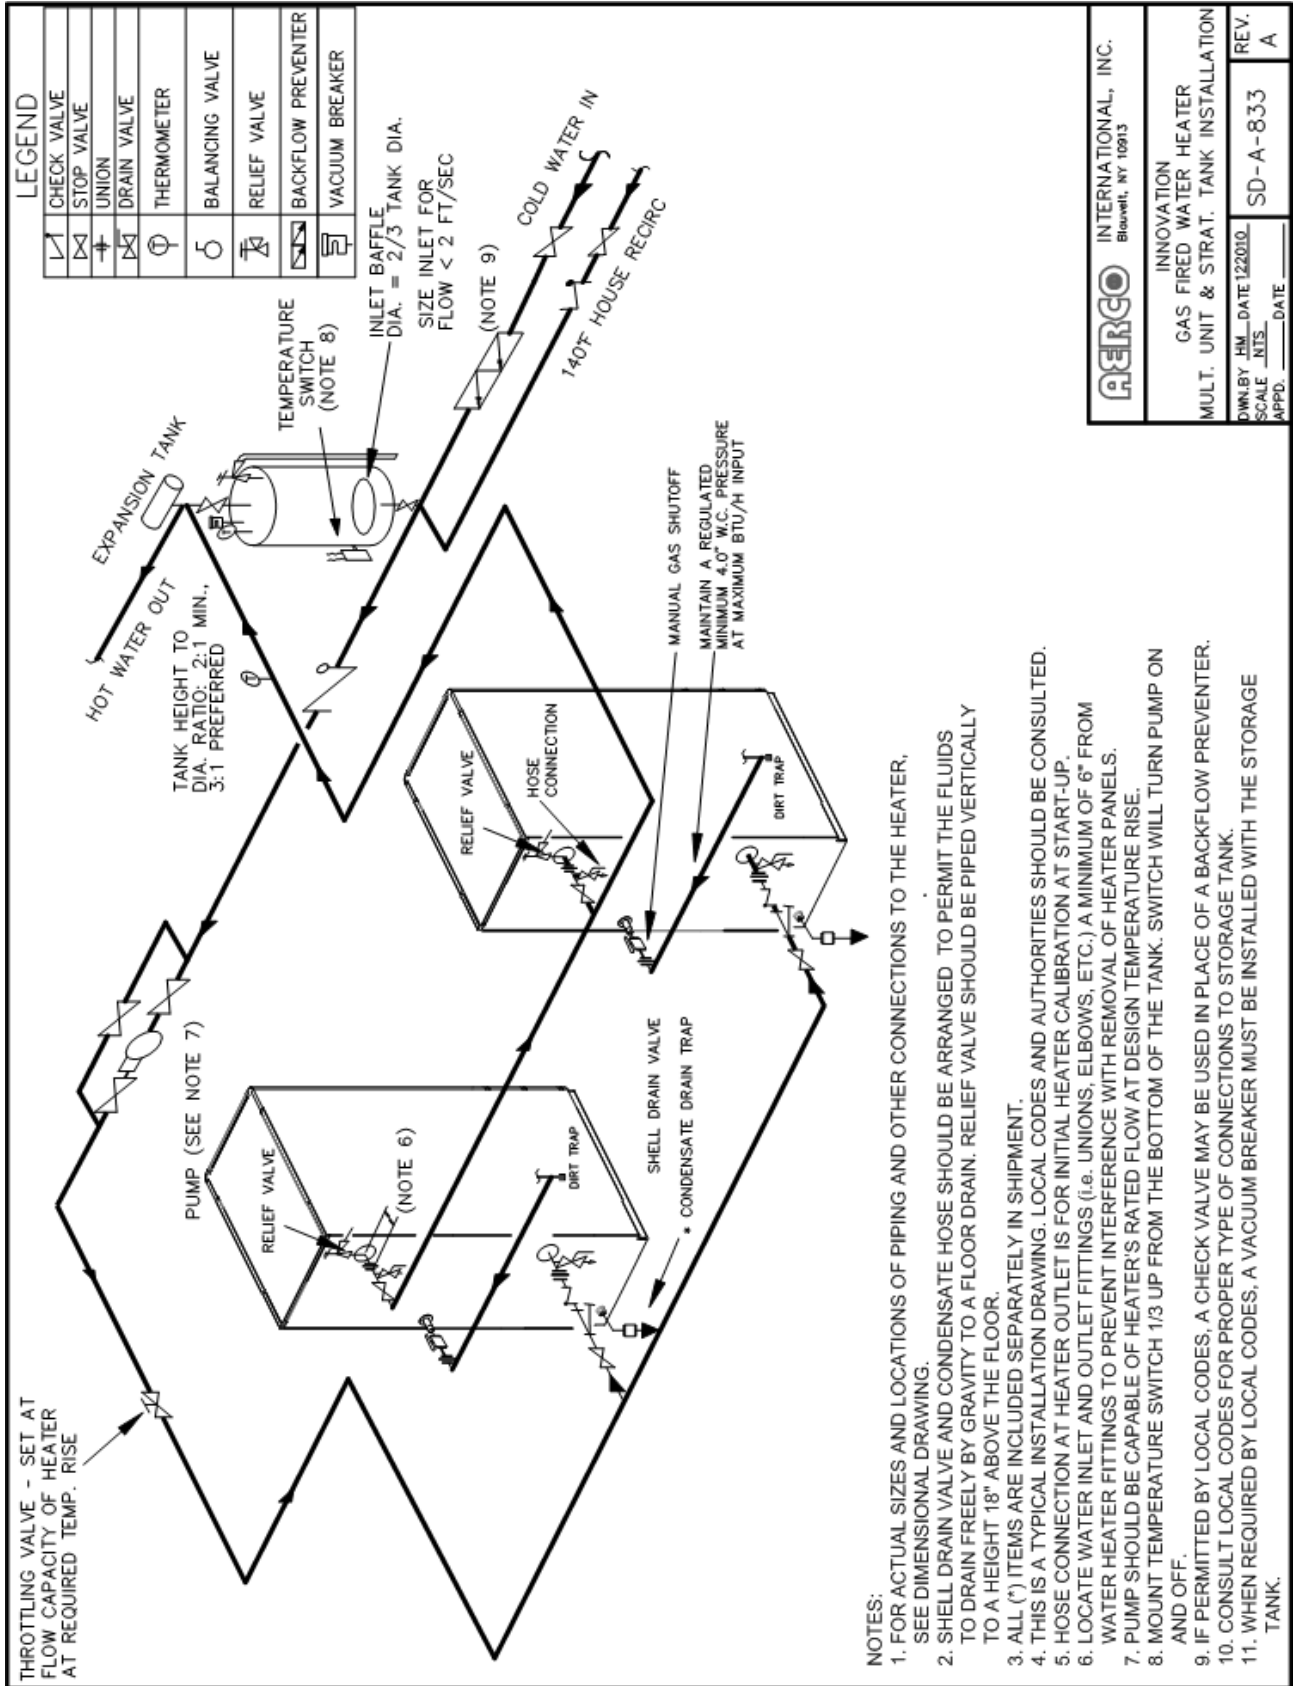 THROTTLING VALVE - SET AT
FLOW CAPACITY OF HEATER
AT REQUIRED TEMP. RISE
PUMP (SEE NOTE 7)
RELIEF VALVE
(NOTE 6)
DIRT TRAP
SHELL DRAIN VALVE
* CONDENSATE DRAIN TRAP
HOT WATER OUT
EXPANSION TANK
TANK HEIGHT TO
DIA. RATIO: 2:1 MIN.,
3:1 PREFERRED
RELIEF VALVE
HOSE
CONNECTION
DIRT TRAP
MANUAL GAS SHUTOFF
MAINTAIN A REGULATED
MINIMUM 4.0" W.C. PRESSURE
AT MAXIMUM BTU/H INPUT
TEMPERATURE
SWITCH
(NOTE 8)
INLET BAFFLE
DIA. = 2/3 TANK DIA.
SIZE INLET FOR
FLOW < 2 FT/SEC
(NOTE 9)
COLD WATER IN
140°F HOUSE RECIRC
LEGEND
CHECK VALVE
STOP VALVE
UNION
DRAIN VALVE
T THERMOMETER
BALANCING VALVE
RELIEF VALVE
BACKFLOW PREVENTER
VACUUM BREAKER
NOTES:
1. FOR ACTUAL SIZES AND LOCATIONS OF PIPING AND OTHER CONNECTIONS TO THE HEATER,
SEE DIMENSIONAL DRAWING.
2. SHELL DRAIN VALVE AND CONDENSATE HOSE SHOULD BE ARRANGED TO PERMIT THE FLUIDS
TO DRAIN FREELY BY GRAVITY TO A FLOOR DRAIN. RELIEF VALVE SHOULD BE PIPED VERTICALLY
TO A HEIGHT 18" ABOVE THE FLOOR.
3. ALL (*) ITEMS ARE INCLUDED SEPARATELY IN SHIPMENT.
4. THIS IS A TYPICAL INSTALLATION DRAWING. LOCAL CODES AND AUTHORITIES SHOULD BE CONSULTED.
5. HOSE CONNECTION AT HEATER OUTLET IS FOR INITIAL HEATER CALIBRATION AT START-UP.
6. LOCATE WATER INLET AND OUTLET FITTINGS (i.e. UNIONS, ELBOWS, ETC.) A MINIMUM OF 6" FROM
WATER HEATER FITTINGS TO PREVENT INTERFERENCE WITH REMOVAL OF HEATER PANELS.
7. PUMP SHOULD BE CAPABLE OF HEATER'S RATED FLOW AT DESIGN TEMPERATURE RISE.
8. MOUNT TEMPERATURE SWITCH 1/3 UP FROM THE BOTTOM OF THE TANK. SWITCH WILL TURN PUMP ON
AND OFF.
9. IF PERMITTED BY LOCAL CODES, A CHECK VALVE MAY BE USED IN PLACE OF A BACKFLOW PREVENTER.
10. CONSULT LOCAL CODES FOR PROPER TYPE OF CONNECTIONS TO STORAGE TANK.
11. WHEN REQUIRED BY LOCAL CODES, A VACUUM BREAKER MUST BE INSTALLED WITH THE STORAGE
TANK.
AERCO INTERNATIONAL, INC.
Blauvelt, NY 10913
INNOVATION
GAS FIRED WATER HEATER
MULT. UNIT & STRAT. TANK INSTALLATION
DWN.BY HM DATE 122010
SCALE NTS
APPD. DATE
SD-A-833
REV.
A